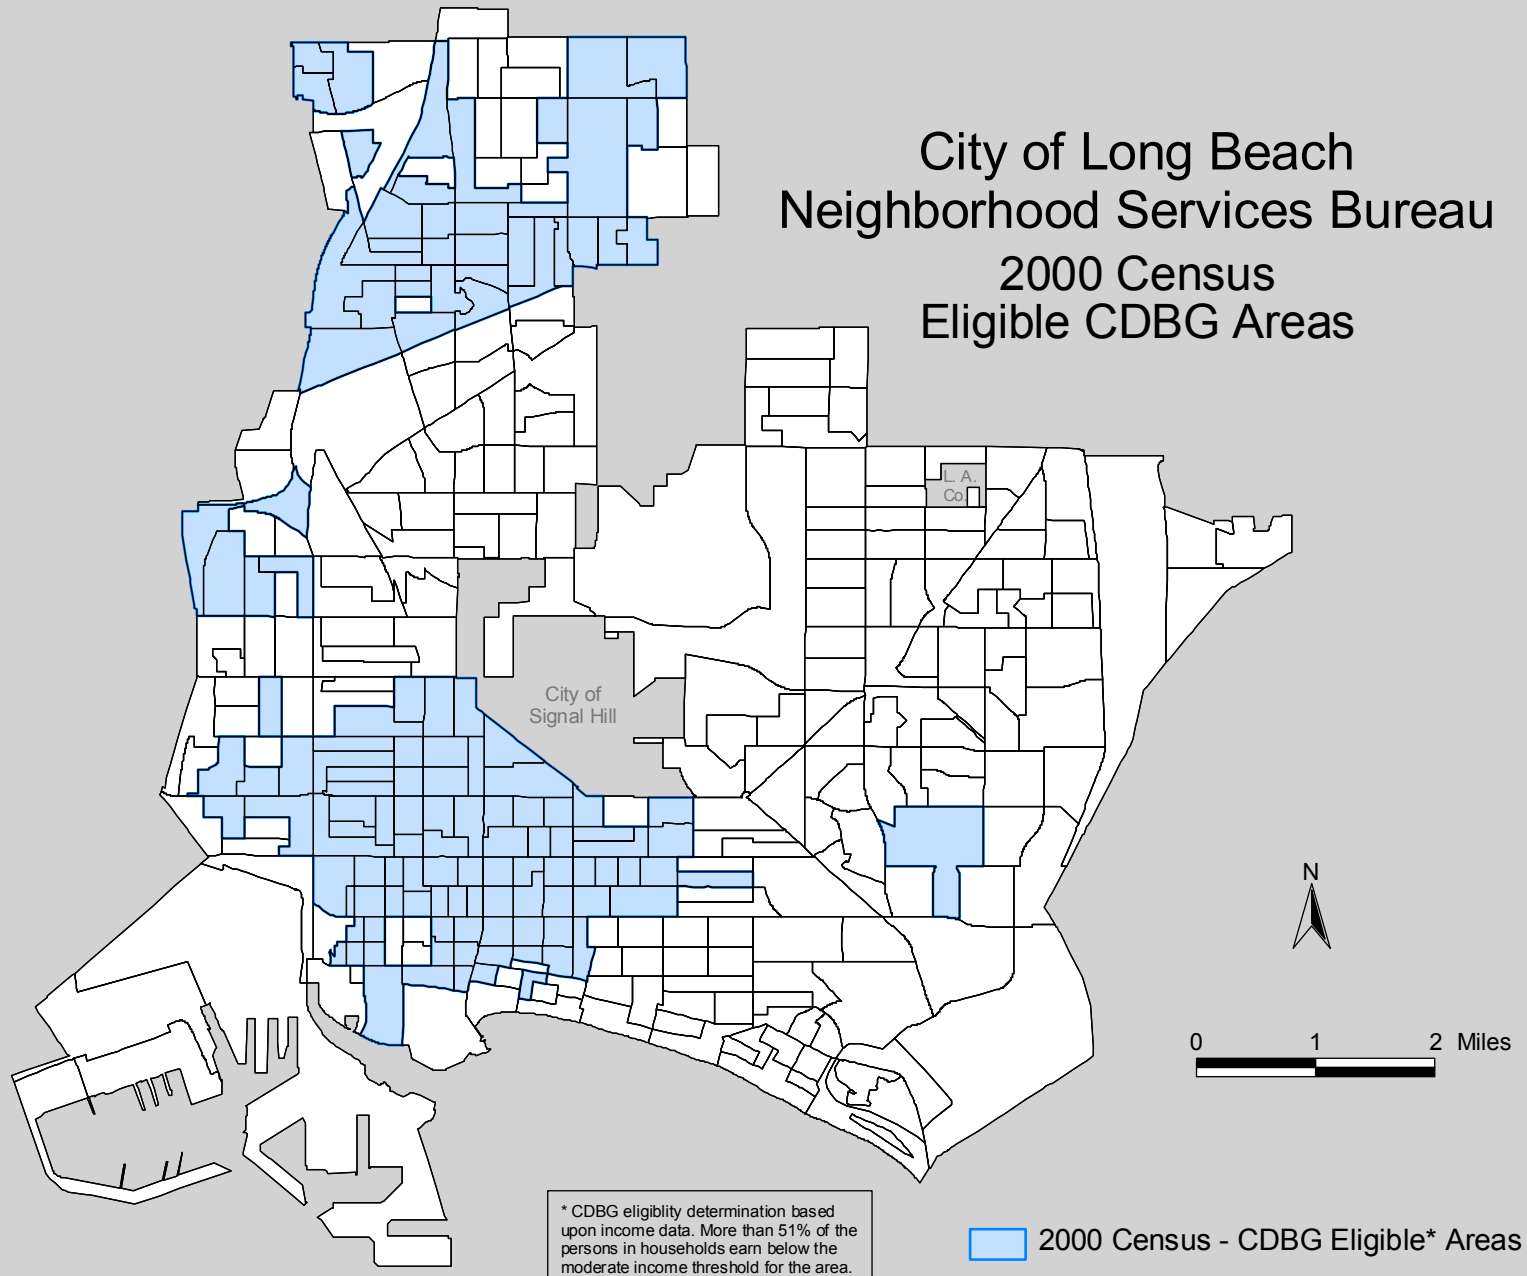 City of Long Beach
Neighborhood Services Bureau
2000 Census
Eligible CDBG Areas
L. A.
Co.
City of
Signal Hill
N
0 1 2 Miles
* CDBG eligiblity determination based
upon income data. More than 51% of the
persons in households earn below the
moderate income threshold for the area.
2000 Census - CDBG Eligible* Areas